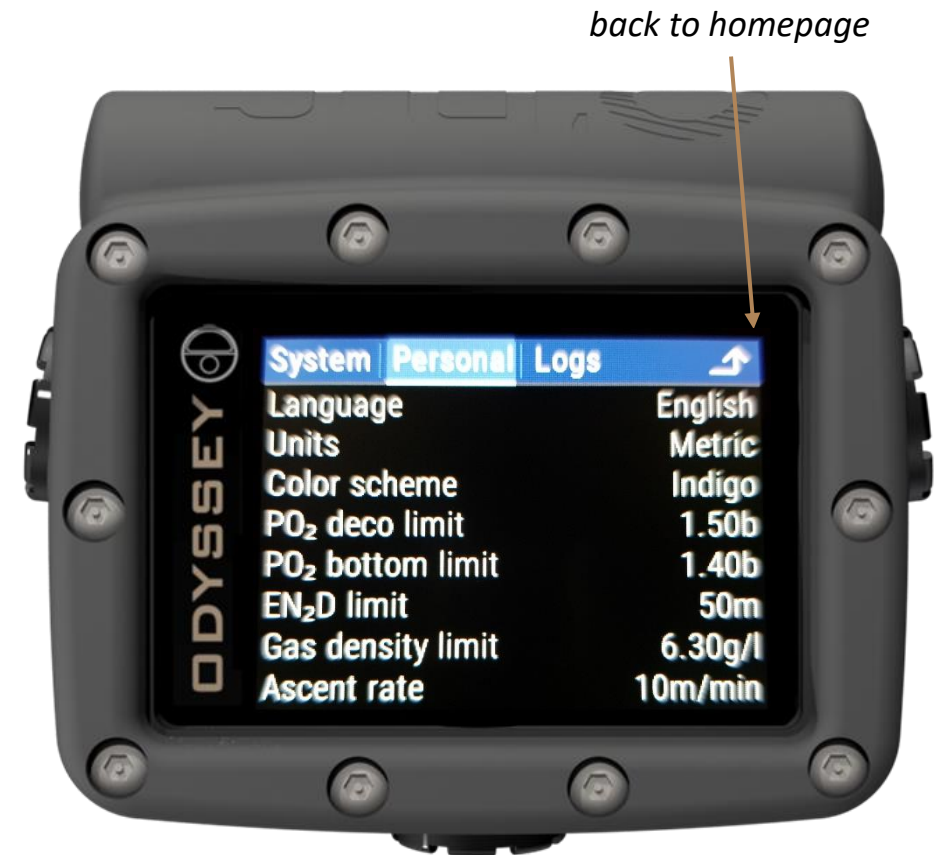 back to homepage
ODYSSEY
System Personal Logs
Language English
Units Metric
Color scheme Indigo
PO₂ deco limit 1.50b
PO₂ bottom limit 1.40b
EN₂D limit 50m
Gas density limit 6.30g/l
Ascent rate 10m/min